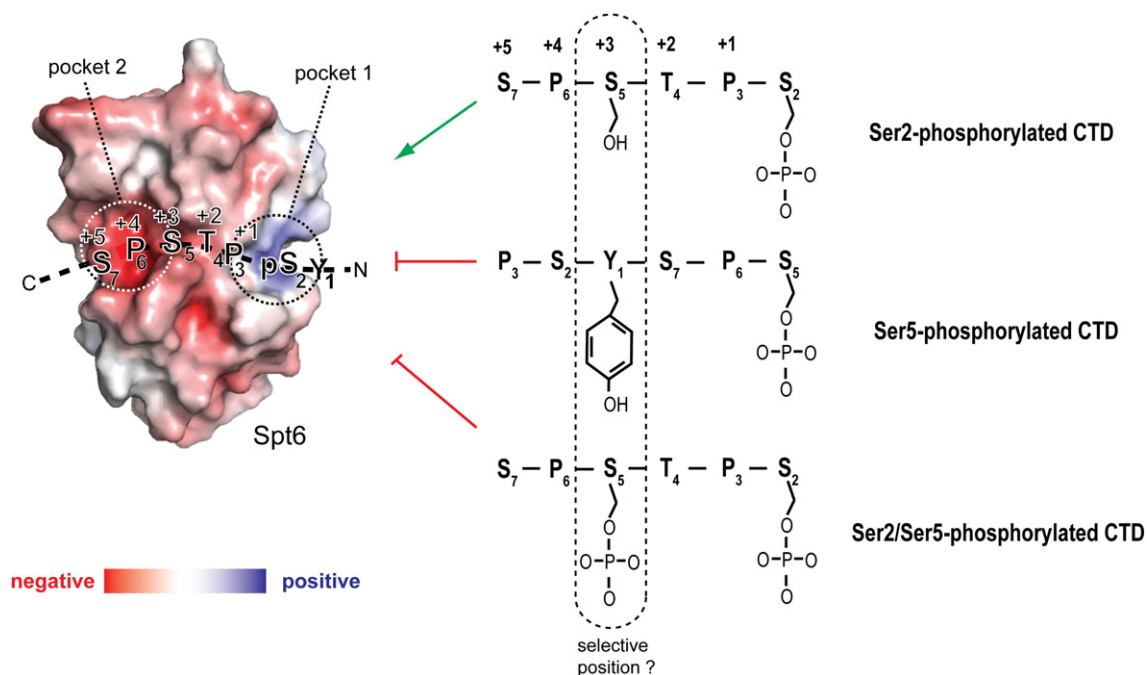 pocket 2
pocket 1
+5
+4
+3
+2
+1
C
S7
P6
S5
T4
P3
pS2
Y1
N
Spt6
negative
positive
+5 +4 +3 +2 +1
S7 — P6 — S5 — T4 — P3 — S2
OH
O
O–P–O
O
Ser2-phosphorylated CTD
P3 — S2 — Y1 — S7 — P6 — S5
OH
O
O–P–O
O
Ser5-phosphorylated CTD
S7 — P6 — S5 — T4 — P3 — S2
O
O–P–O
O
O
O–P–O
O
Ser2/Ser5-phosphorylated CTD
selective
position ?